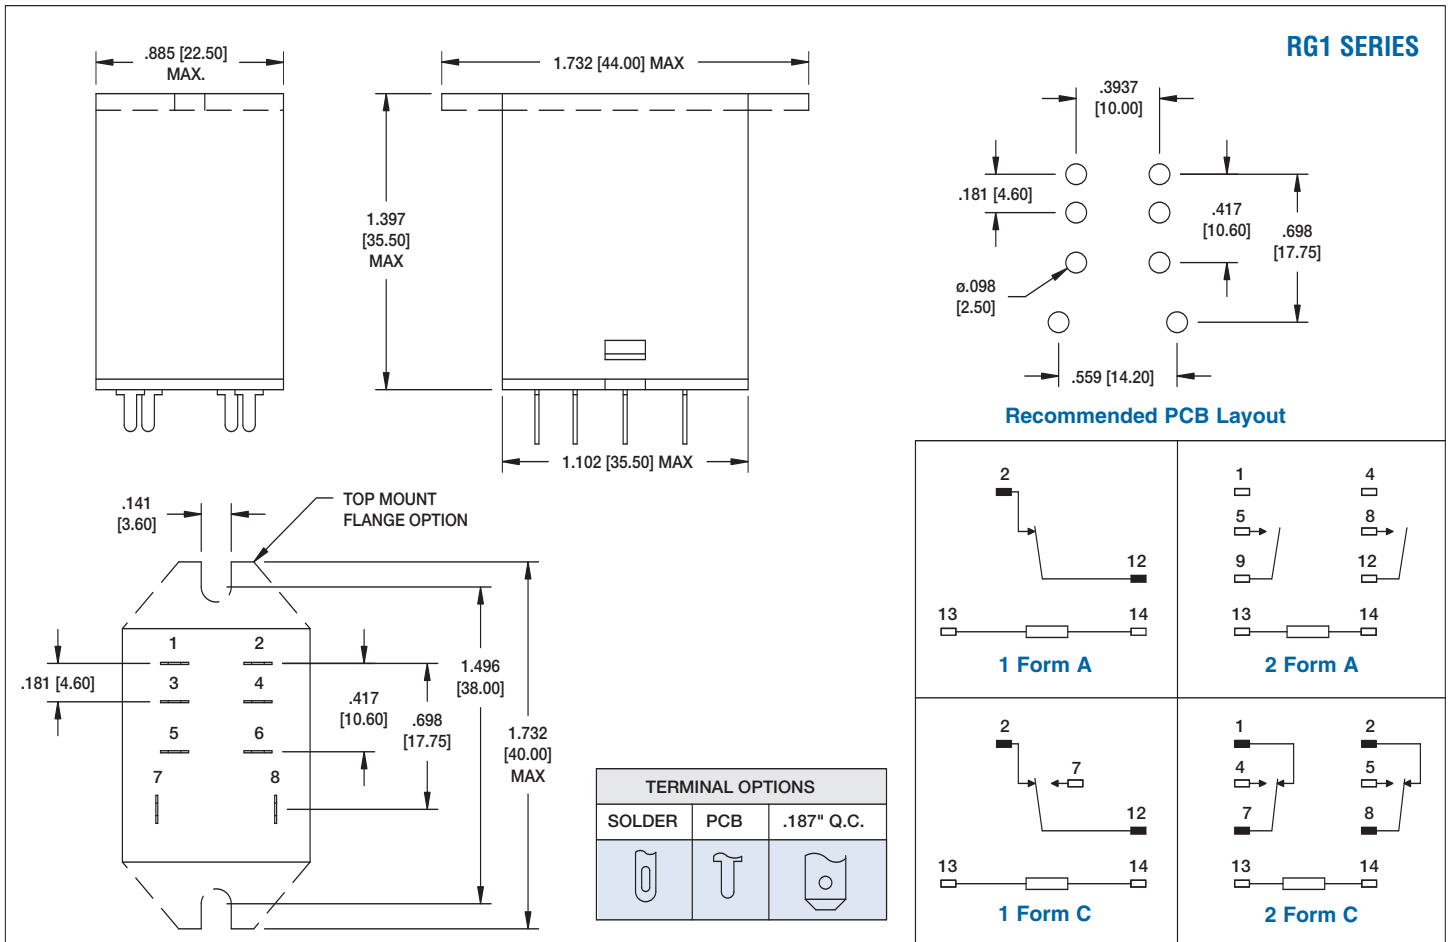 RG1 SERIES
.885 [22.50]
MAX.
1.732 [44.00] MAX
1.397
[35.50]
MAX
1.102 [35.50] MAX
.3937
[10.00]
.181 [4.60]
.417
[10.60]
.698
[17.75]
ø.098
[2.50]
.559 [14.20]
Recommended PCB Layout
.141
[3.60]
TOP MOUNT
FLANGE OPTION
1 2
3 4
5 6
7 8
.181 [4.60]
.417
[10.60]
.698
[17.75]
1.496
[38.00]
1.732
[40.00]
MAX
TERMINAL OPTIONS
SOLDER PCB .187" Q.C.
2
12
13 14
1 Form A
1 4
5 8
9 12
13 14
2 Form A
2
7
12
13 14
1 Form C
1 2
4 5
7 8
13 14
2 Form C